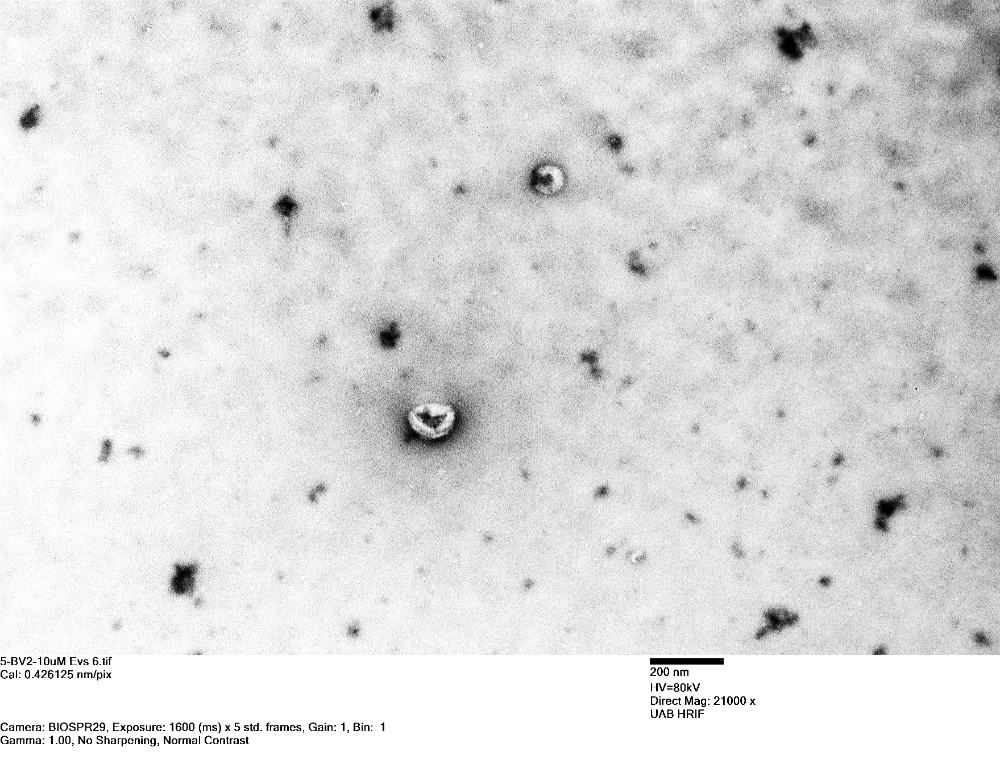 5-BV2-10uM Evs 6.tif
Cal: 0.426125 nm/pix
200 nm
HV=80kV
Direct Mag: 21000 x
UAB HRIF
Camera: BIOSPR29, Exposure: 1600 (ms) x 5 std. frames, Gain: 1, Bin:  1
Gamma: 1.00, No Sharpening, Normal Contrast